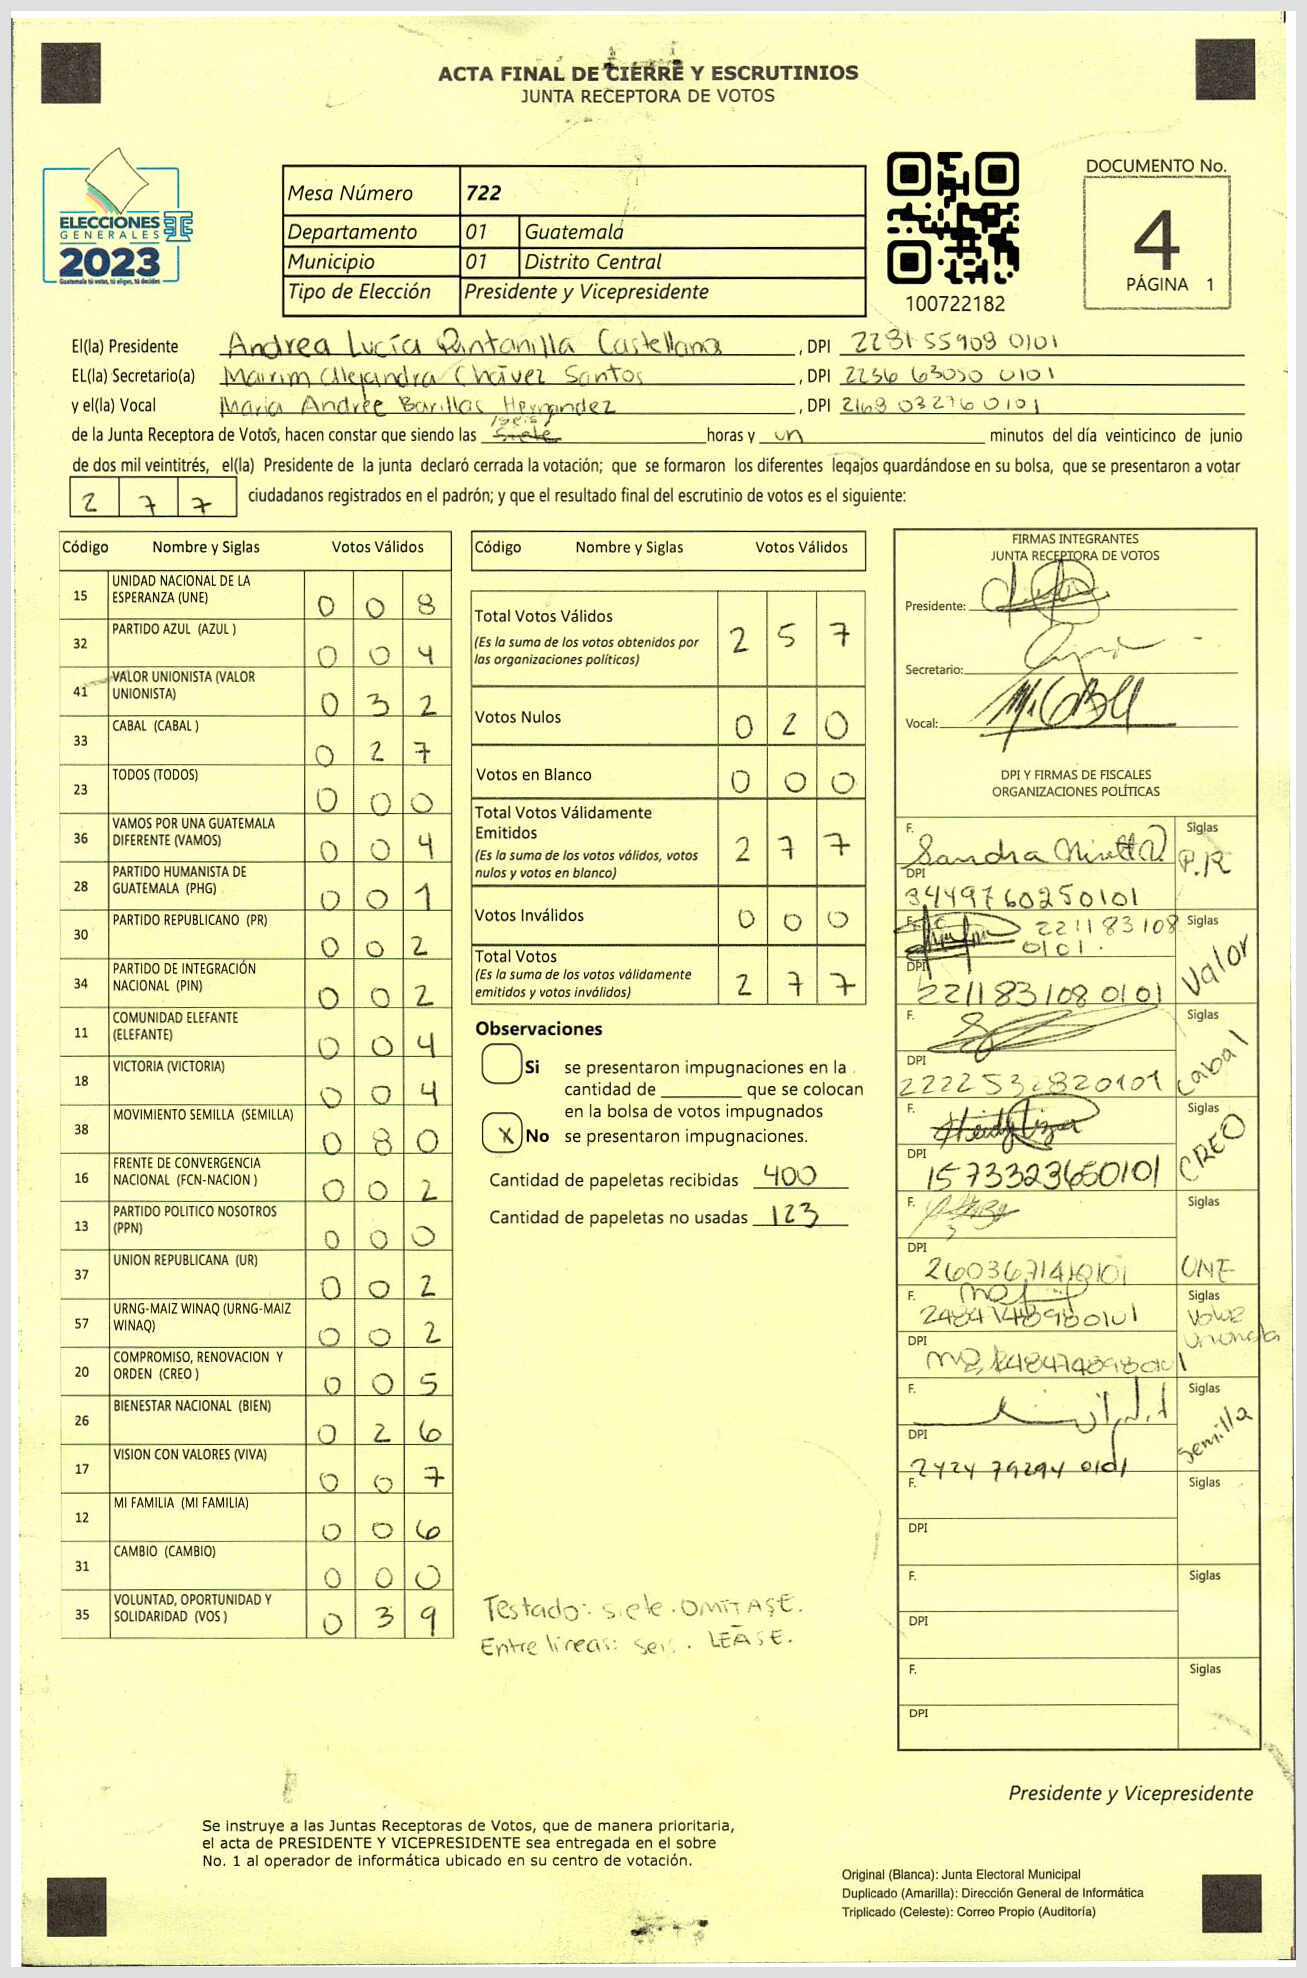 ACTA FINAL DE CIERRE Y ESCRUTINIOS
JUNTA RECEPTORA DE VOTOS
ELECCIONES
GENERALES
2023
Guatemala tú votas, tú eliges, tú decides
Mesa Número 722
Departamento 01 Guatemala
Municipio 01 Distrito Central
Tipo de Elección Presidente y Vicepresidente
100722182
DOCUMENTO No.
4
PÁGINA 1
El(la) Presidente Andrea Lucía Quintanilla Castellanos, DPI 2281 55908 0101
EL(la) Secretario(a) Mairim Alejandra Chávez Santos, DPI 2236 63050 0101
y el(la) Vocal María Andrée Barillas Hernández, DPI 2168 03276 0101
seis
de la Junta Receptora de Votos, hacen constar que siendo las siete horas y un minutos del día veinticinco de junio
de dos mil veintitrés, el(la) Presidente de la junta declaró cerrada la votación; que se formaron los diferentes legajos guardándose en su bolsa, que se presentaron a votar
2 7 7 ciudadanos registrados en el padrón; y que el resultado final del escrutinio de votos es el siguiente:
Código Nombre y Siglas Votos Válidos
15 UNIDAD NACIONAL DE LA ESPERANZA (UNE) 0 0 8
32 PARTIDO AZUL (AZUL ) 0 0 4
41 VALOR UNIONISTA (VALOR UNIONISTA) 0 3 2
33 CABAL (CABAL ) 0 2 7
23 TODOS (TODOS) 0 0 0
36 VAMOS POR UNA GUATEMALA DIFERENTE (VAMOS) 0 0 4
28 PARTIDO HUMANISTA DE GUATEMALA (PHG) 0 0 1
30 PARTIDO REPUBLICANO (PR) 0 0 2
34 PARTIDO DE INTEGRACIÓN NACIONAL (PIN) 0 0 2
11 COMUNIDAD ELEFANTE (ELEFANTE) 0 0 4
18 VICTORIA (VICTORIA) 0 0 4
38 MOVIMIENTO SEMILLA (SEMILLA) 0 8 0
16 FRENTE DE CONVERGENCIA NACIONAL (FCN-NACION ) 0 0 2
13 PARTIDO POLITICO NOSOTROS (PPN) 0 0 0
37 UNION REPUBLICANA (UR) 0 0 2
57 URNG-MAIZ WINAQ (URNG-MAIZ WINAQ) 0 0 2
20 COMPROMISO, RENOVACION Y ORDEN (CREO ) 0 0 5
26 BIENESTAR NACIONAL (BIEN) 0 2 6
17 VISION CON VALORES (VIVA) 0 0 7
12 MI FAMILIA (MI FAMILIA) 0 0 6
31 CAMBIO (CAMBIO) 0 0 0
35 VOLUNTAD, OPORTUNIDAD Y SOLIDARIDAD (VOS ) 0 3 9
Código Nombre y Siglas Votos Válidos
Total Votos Válidos 2 5 7
(Es la suma de los votos obtenidos por
las organizaciones políticas)
Votos Nulos 0 2 0
Votos en Blanco 0 0 0
Total Votos Válidamente
Emitidos 2 7 7
(Es la suma de los votos válidos, votos
nulos y votos en blanco)
Votos Inválidos 0 0 0
Total Votos 2 7 7
(Es la suma de los votos válidamente
emitidos y votos inválidos)
Observaciones
Si se presentaron impugnaciones en la
cantidad de ________ que se colocan
en la bolsa de votos impugnados
X No se presentaron impugnaciones.
Cantidad de papeletas recibidas 400
Cantidad de papeletas no usadas 123
Testado: siete. OMITASE.
Entre líneas: seis. LEASE.
FIRMAS INTEGRANTES
JUNTA RECEPTORA DE VOTOS
Presidente:
Secretario:
Vocal:
DPI Y FIRMAS DE FISCALES
ORGANIZACIONES POLÍTICAS
F. Sandra Siglas P.R
DPI 3449760250101
F. 221183108 0101. Siglas Valor
DPI 221183108 0101
F. Siglas Cabal
DPI 2222532820101
F. Siglas CREO
DPI 1573323650101
F. Siglas UNE
DPI 2603671410101
F. 2484748980101 Siglas Valor Unionista
DPI 2484748980101
F. Siglas Semilla
DPI 2424 79294 0101
F. Siglas
DPI
F. Siglas
DPI
F. Siglas
DPI
Presidente y Vicepresidente
Se instruye a las Juntas Receptoras de Votos, que de manera prioritaria,
el acta de PRESIDENTE Y VICEPRESIDENTE sea entregada en el sobre
No. 1 al operador de informática ubicado en su centro de votación.
Original (Blanca): Junta Electoral Municipal
Duplicado (Amarilla): Dirección General de Informática
Triplicado (Celeste): Correo Propio (Auditoría)